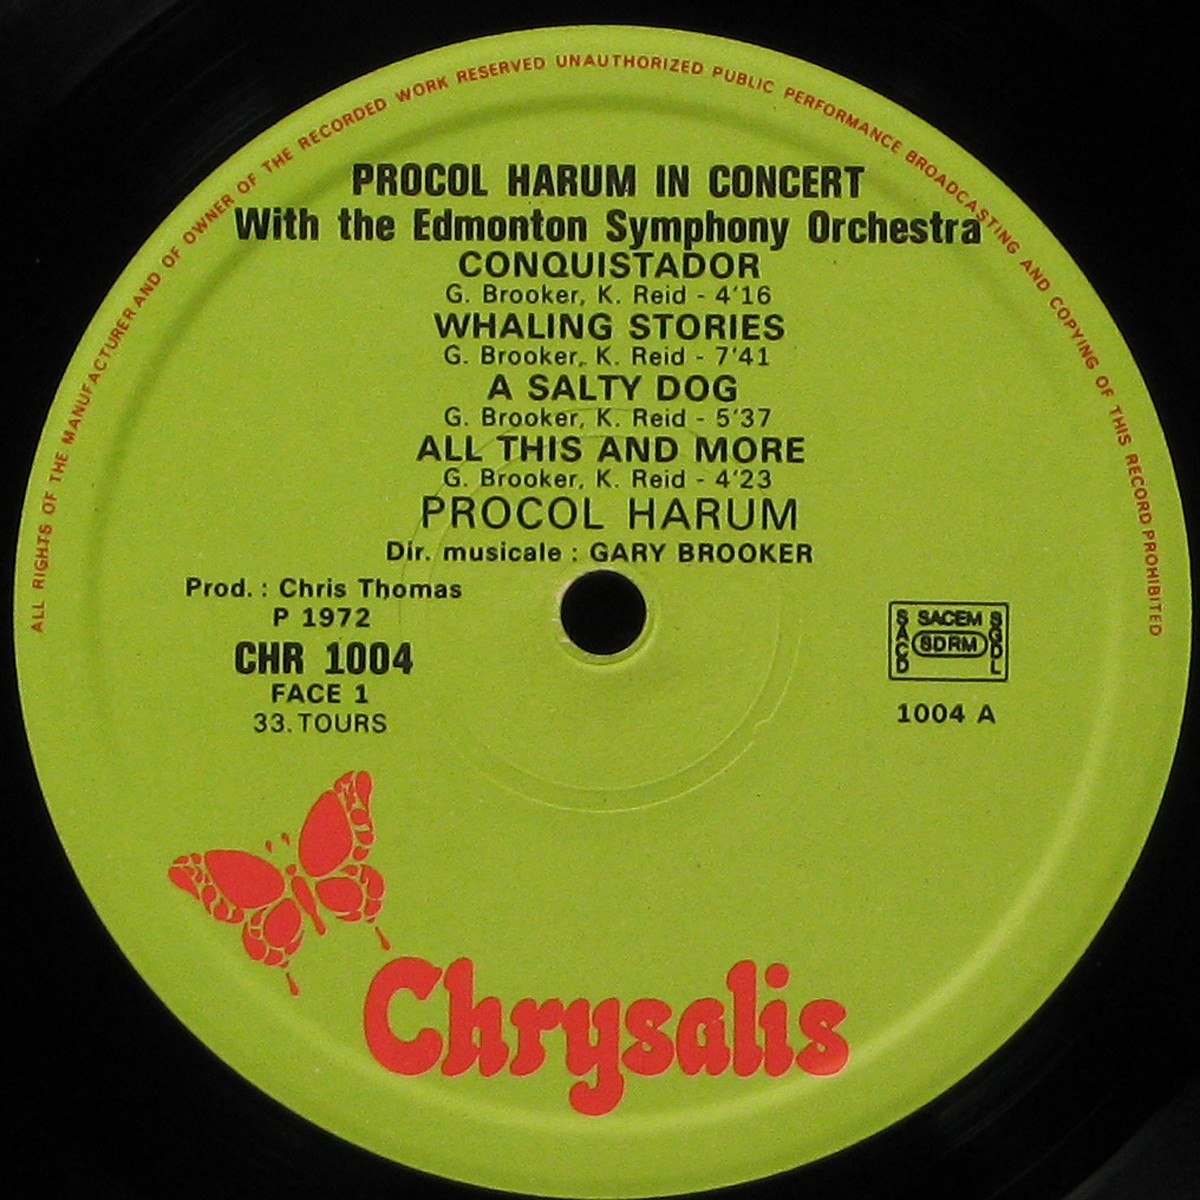 ALL RIGHTS OF THE MANUFACTURER AND OF OWNER OF THE RECORDED WORK RESERVED UNAUTHORIZED PUBLIC PERFORMANCE BROADCASTING AND COPYING OF THIS RECORD PROHIBITED
PROCOL HARUM IN CONCERT
With the Edmonton Symphony Orchestra
CONQUISTADOR
G. Brooker, K. Reid - 4'16
WHALING STORIES
G. Brooker, K. Reid - 7'41
A SALTY DOG
G. Brooker, K. Reid - 5'37
ALL THIS AND MORE
G. Brooker, K. Reid - 4'23
PROCOL HARUM
Dir. musicale : GARY BROOKER
Prod. : Chris Thomas
P 1972
CHR 1004
FACE 1
33. TOURS
SACD
SACEM
SDRM
SGDL
1004 A
Chrysalis